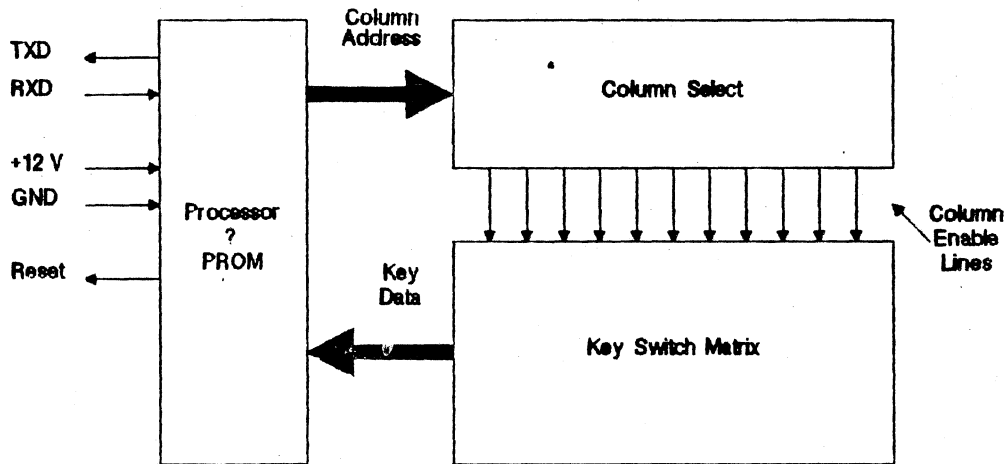 TXD
RXD
+12 V
GND
Reset
Processor
?
PROM
Column
Address
Column Select
Column
Enable
Lines
Key
Data
Key Switch Matrix